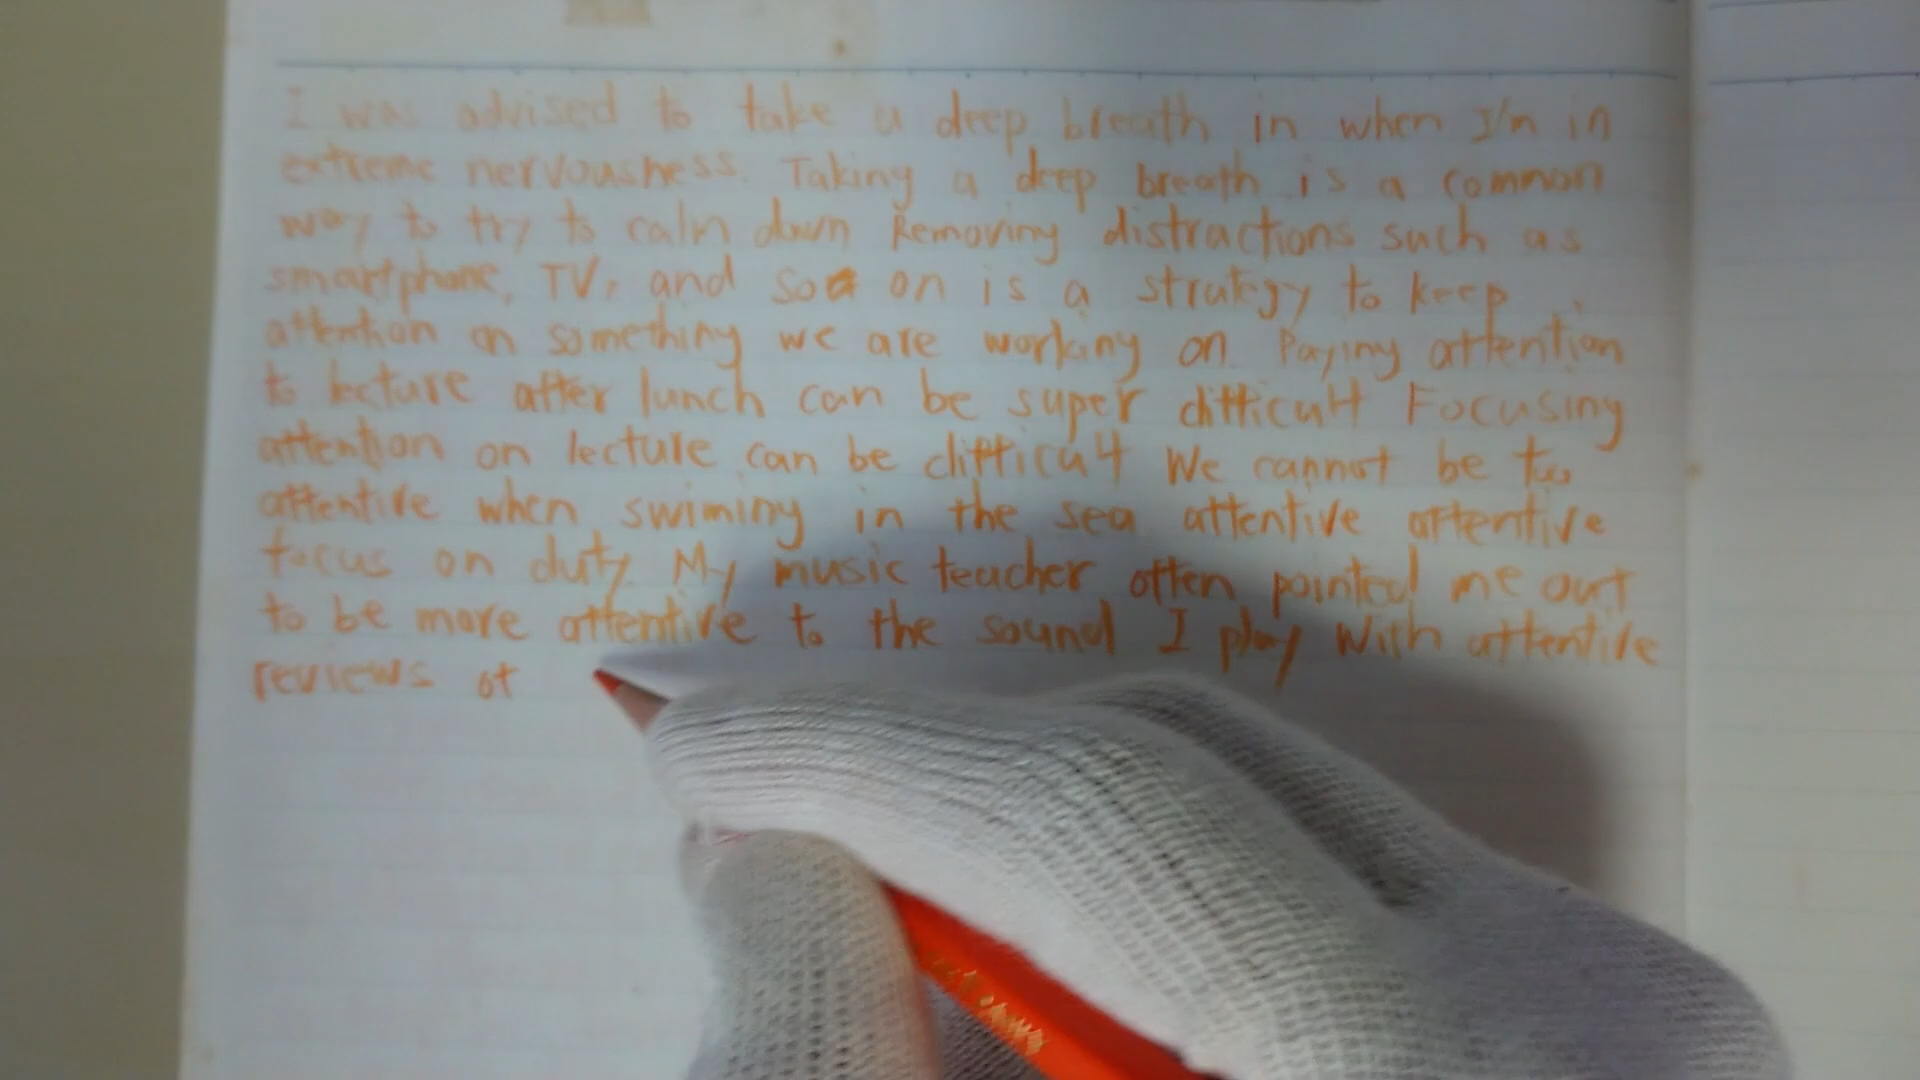 I was advised to take a deep breath in when I'm in
extreme nervousness. Taking a deep breath is a common
way to try to calm down Removing distractions such as
smartphone, TV, and so on is a strategy to keep
attention on something we are working on. Paying attention
to lecture after lunch can be super difficult Focusing
attention on lecture can be difficult We cannot be too
attentive when swiming in the sea attentive attentive
focus on duty. My music teacher often pointed me out
to be more attentive to the sound I play With attentive
reviews of